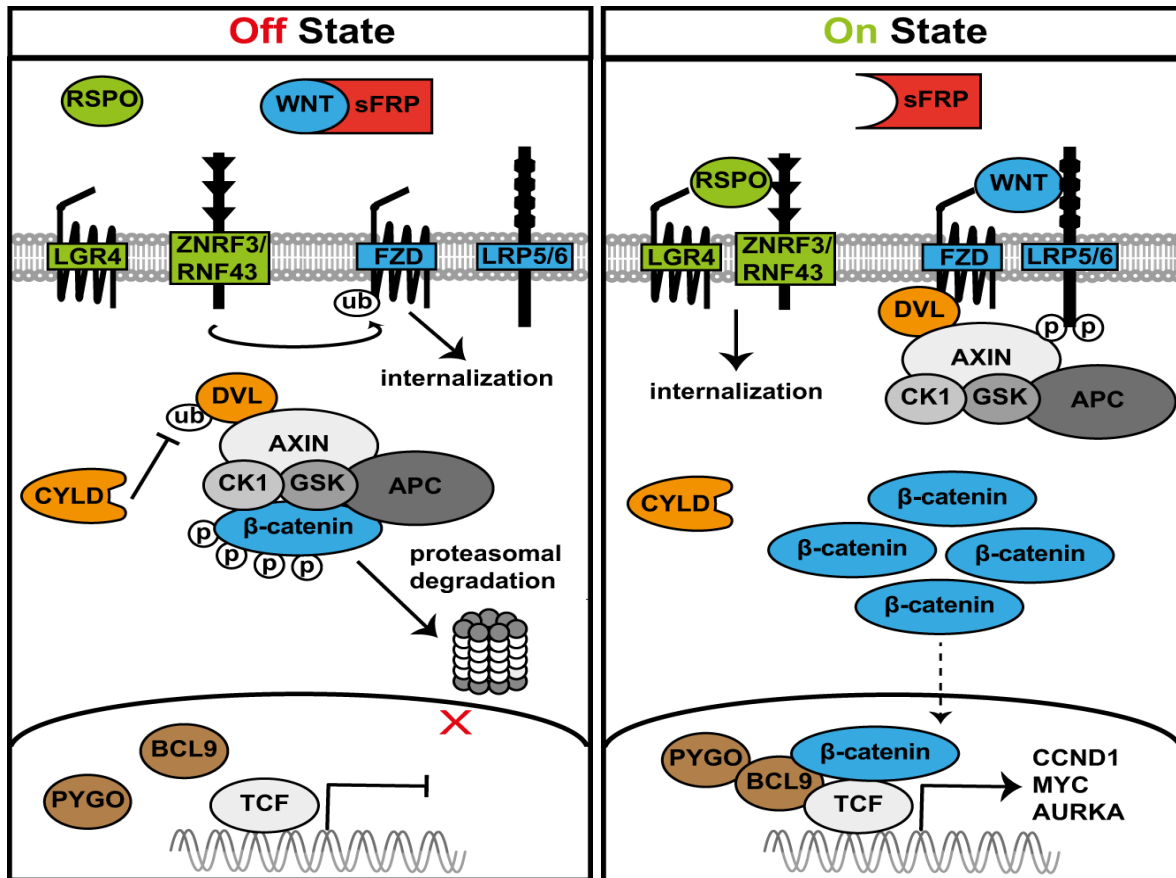 Off State
RSPO
WNT
sFRP
LGR4
ZNRF3/
RNF43
FZD
LRP5/6
ub
internalization
DVL
ub
AXIN
CYLD
CK1
GSK
APC
β-catenin
p
p
p
p
proteasomal
degradation
X
BCL9
PYGO
TCF
On State
sFRP
RSPO
WNT
LGR4
ZNRF3/
RNF43
FZD
LRP5/6
DVL
p
p
AXIN
internalization
CK1
GSK
APC
CYLD
β-catenin
β-catenin
β-catenin
β-catenin
PYGO
BCL9
β-catenin
TCF
CCND1
MYC
AURKA